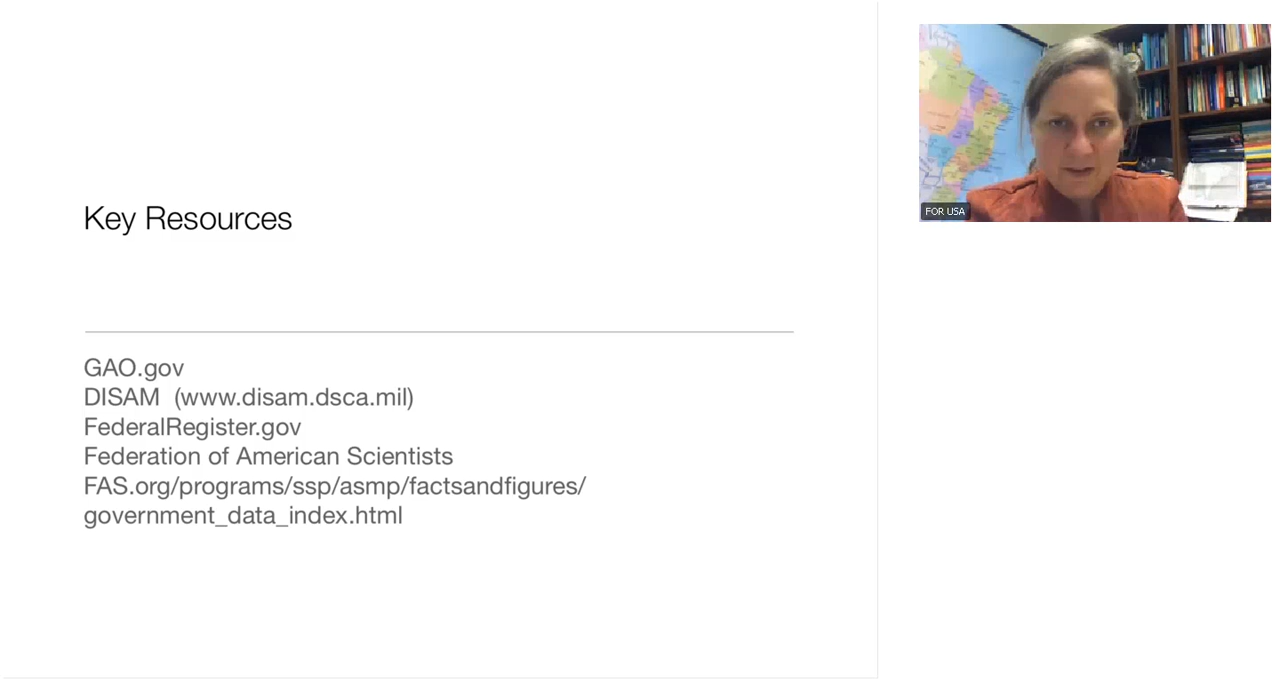 Key Resources
GAO.gov
DISAM (www.disam.dsca.mil)
FederalRegister.gov
Federation of American Scientists
FAS.org/programs/ssp/asmp/factsandfigures/
government_data_index.html
FOR USA